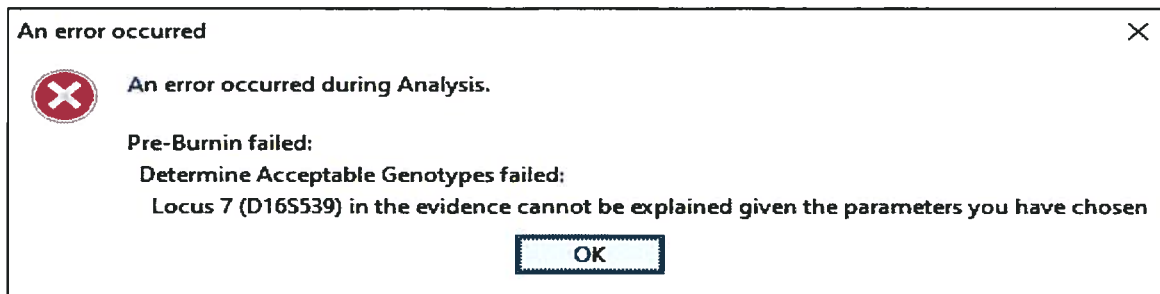 An error occurred
An error occurred during Analysis.
Pre-Burnin failed:
Determine Acceptable Genotypes failed:
Locus 7 (D16S539) in the evidence cannot be explained given the parameters you have chosen
OK